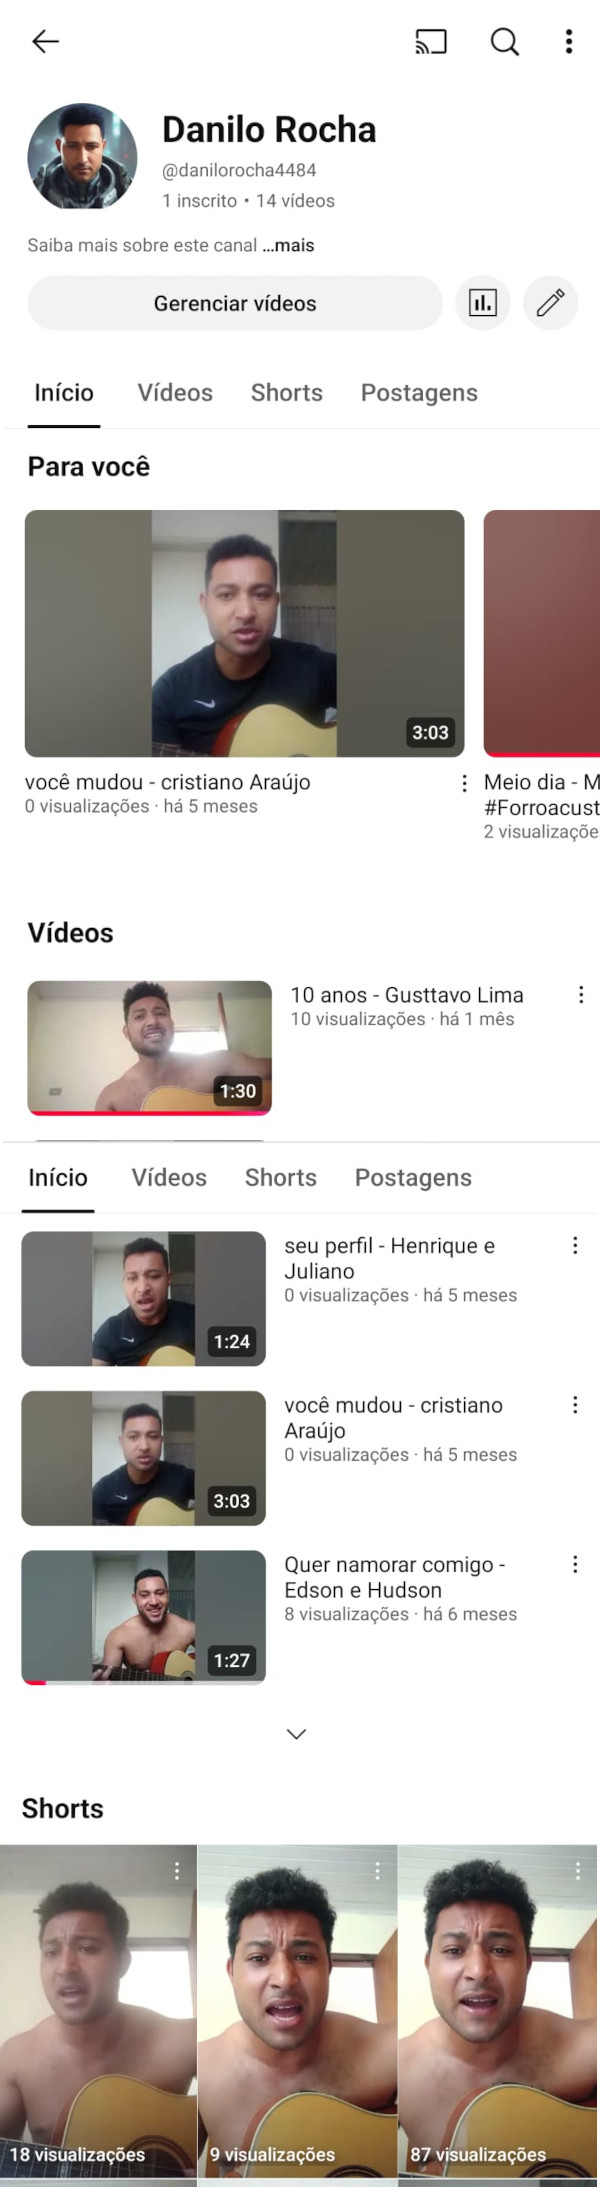 Danilo Rocha
@danilorocha4484
1 inscrito • 14 vídeos
Saiba mais sobre este canal ...mais
Gerenciar vídeos
Início Vídeos Shorts Postagens
Para você
3:03
você mudou - cristiano Araújo
0 visualizações · há 5 meses
Meio dia - M
#Forroacust
2 visualizaçõe
Vídeos
1:30
10 anos - Gusttavo Lima
10 visualizações · há 1 mês
Início Vídeos Shorts Postagens
1:24
seu perfil - Henrique e
Juliano
0 visualizações · há 5 meses
3:03
você mudou - cristiano
Araújo
0 visualizações · há 5 meses
1:27
Quer namorar comigo -
Edson e Hudson
8 visualizações · há 6 meses
Shorts
18 visualizações
9 visualizações
87 visualizações